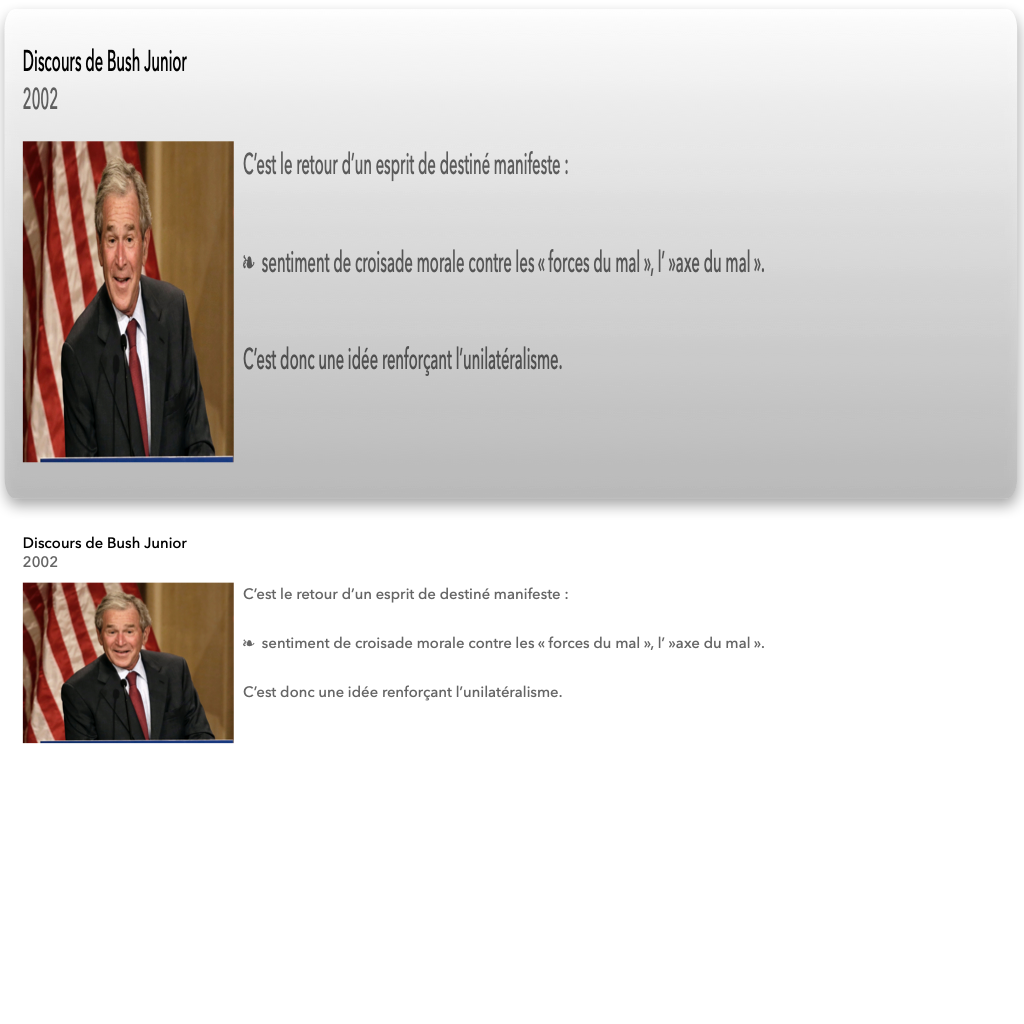 Discours de Bush Junior
2002
C’est le retour d’un esprit de destiné manifeste :
❧ sentiment de croisade morale contre les « forces du mal », l’ »axe du mal ».
C’est donc une idée renforçant l’unilatéralisme.
Discours de Bush Junior
2002
C’est le retour d’un esprit de destiné manifeste :
❧ sentiment de croisade morale contre les « forces du mal », l’ »axe du mal ».
C’est donc une idée renforçant l’unilatéralisme.